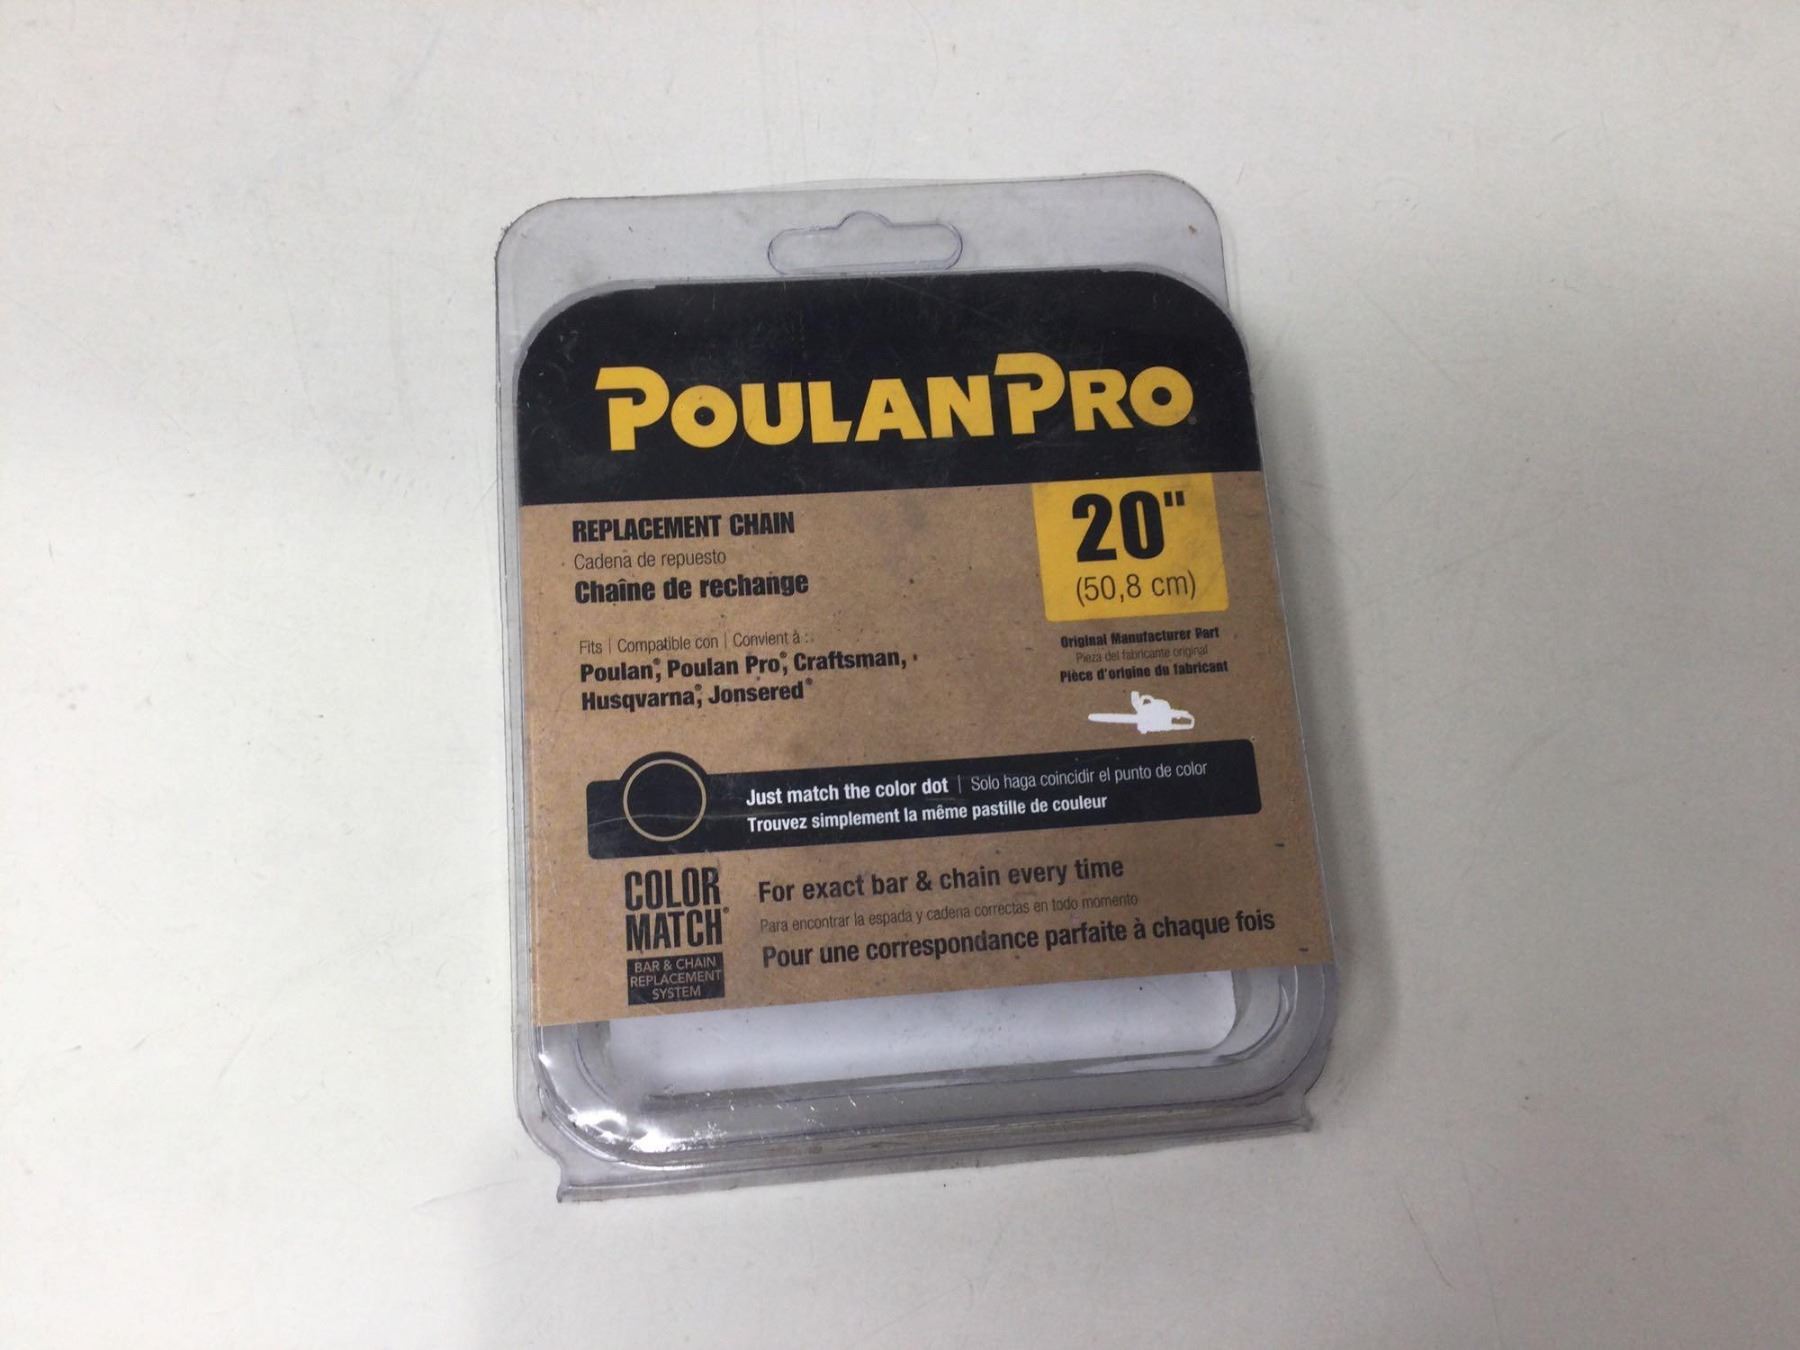 POULANPRO®
REPLACEMENT CHAIN
Cadena de repuesto
Chaîne de rechange
20"
(50,8 cm)
Fits | Compatible con | Convient à :
Poulan®, Poulan Pro®, Craftsman,
Husqvarna®, Jonsered®
Original Manufacturer Part
Pieza del fabricante original
Pièce d'origine du fabricant
Just match the color dot | Solo haga coincidir el punto de color
Trouvez simplement la même pastille de couleur
COLOR
MATCH®
BAR & CHAIN
REPLACEMENT
SYSTEM
For exact bar & chain every time
Para encontrar la espada y cadena correctas en todo momento
Pour une correspondance parfaite à chaque fois